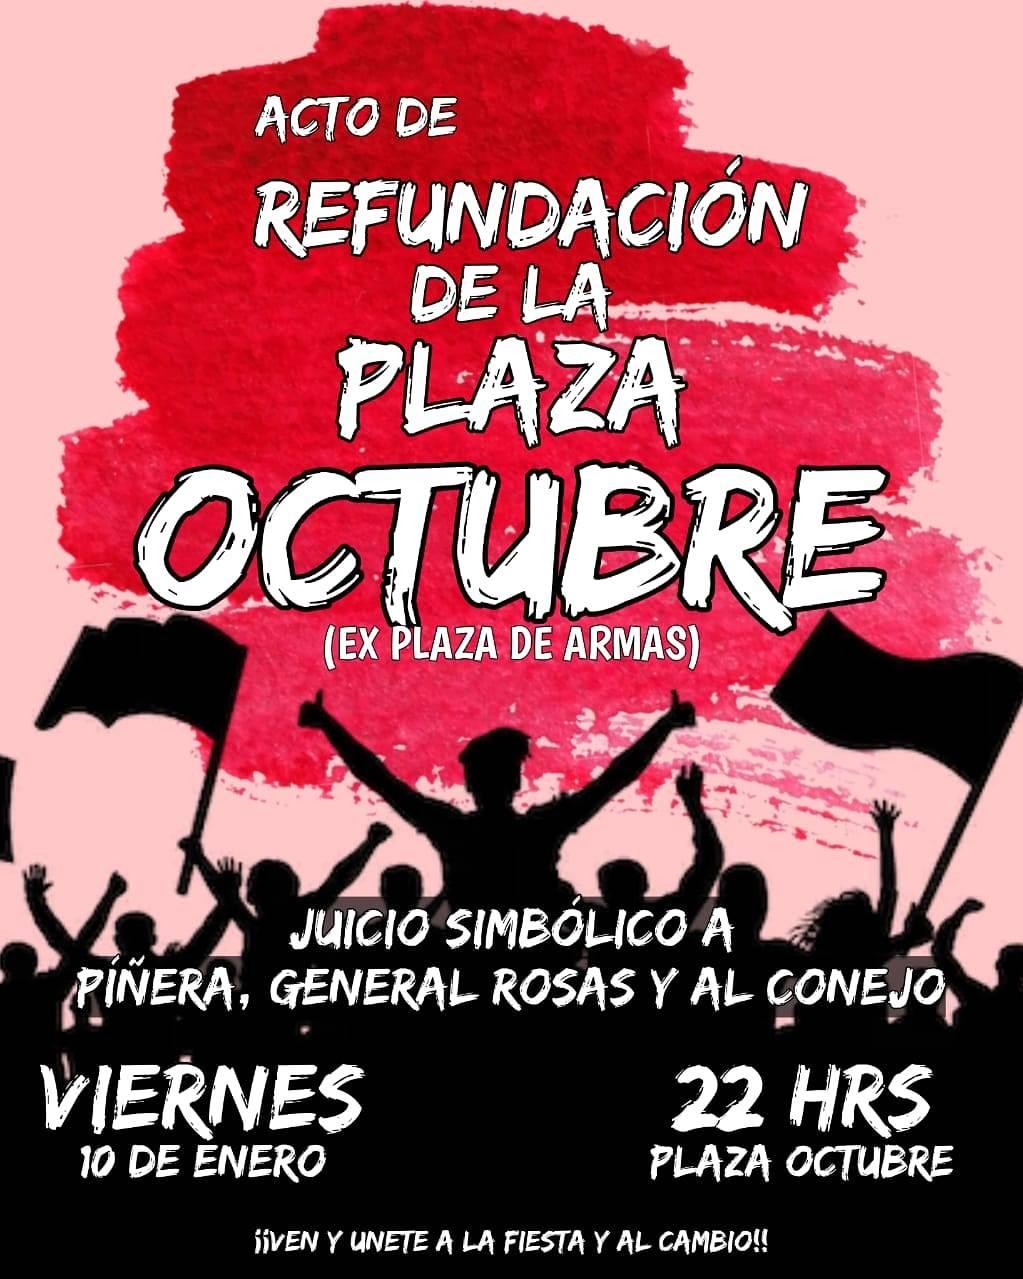 ACTO DE
REFUNDACIÓN
DE LA
PLAZA
OCTUBRE
(EX PLAZA DE ARMAS)
JUICIO SIMBÓLICO A
PÍÑERA, GENERAL ROSAS Y AL CONEJO
VIERNES
10 DE ENERO
22 HRS
PLAZA OCTUBRE
¡¡VEN Y UNETE A LA FIESTA Y AL CAMBIO!!